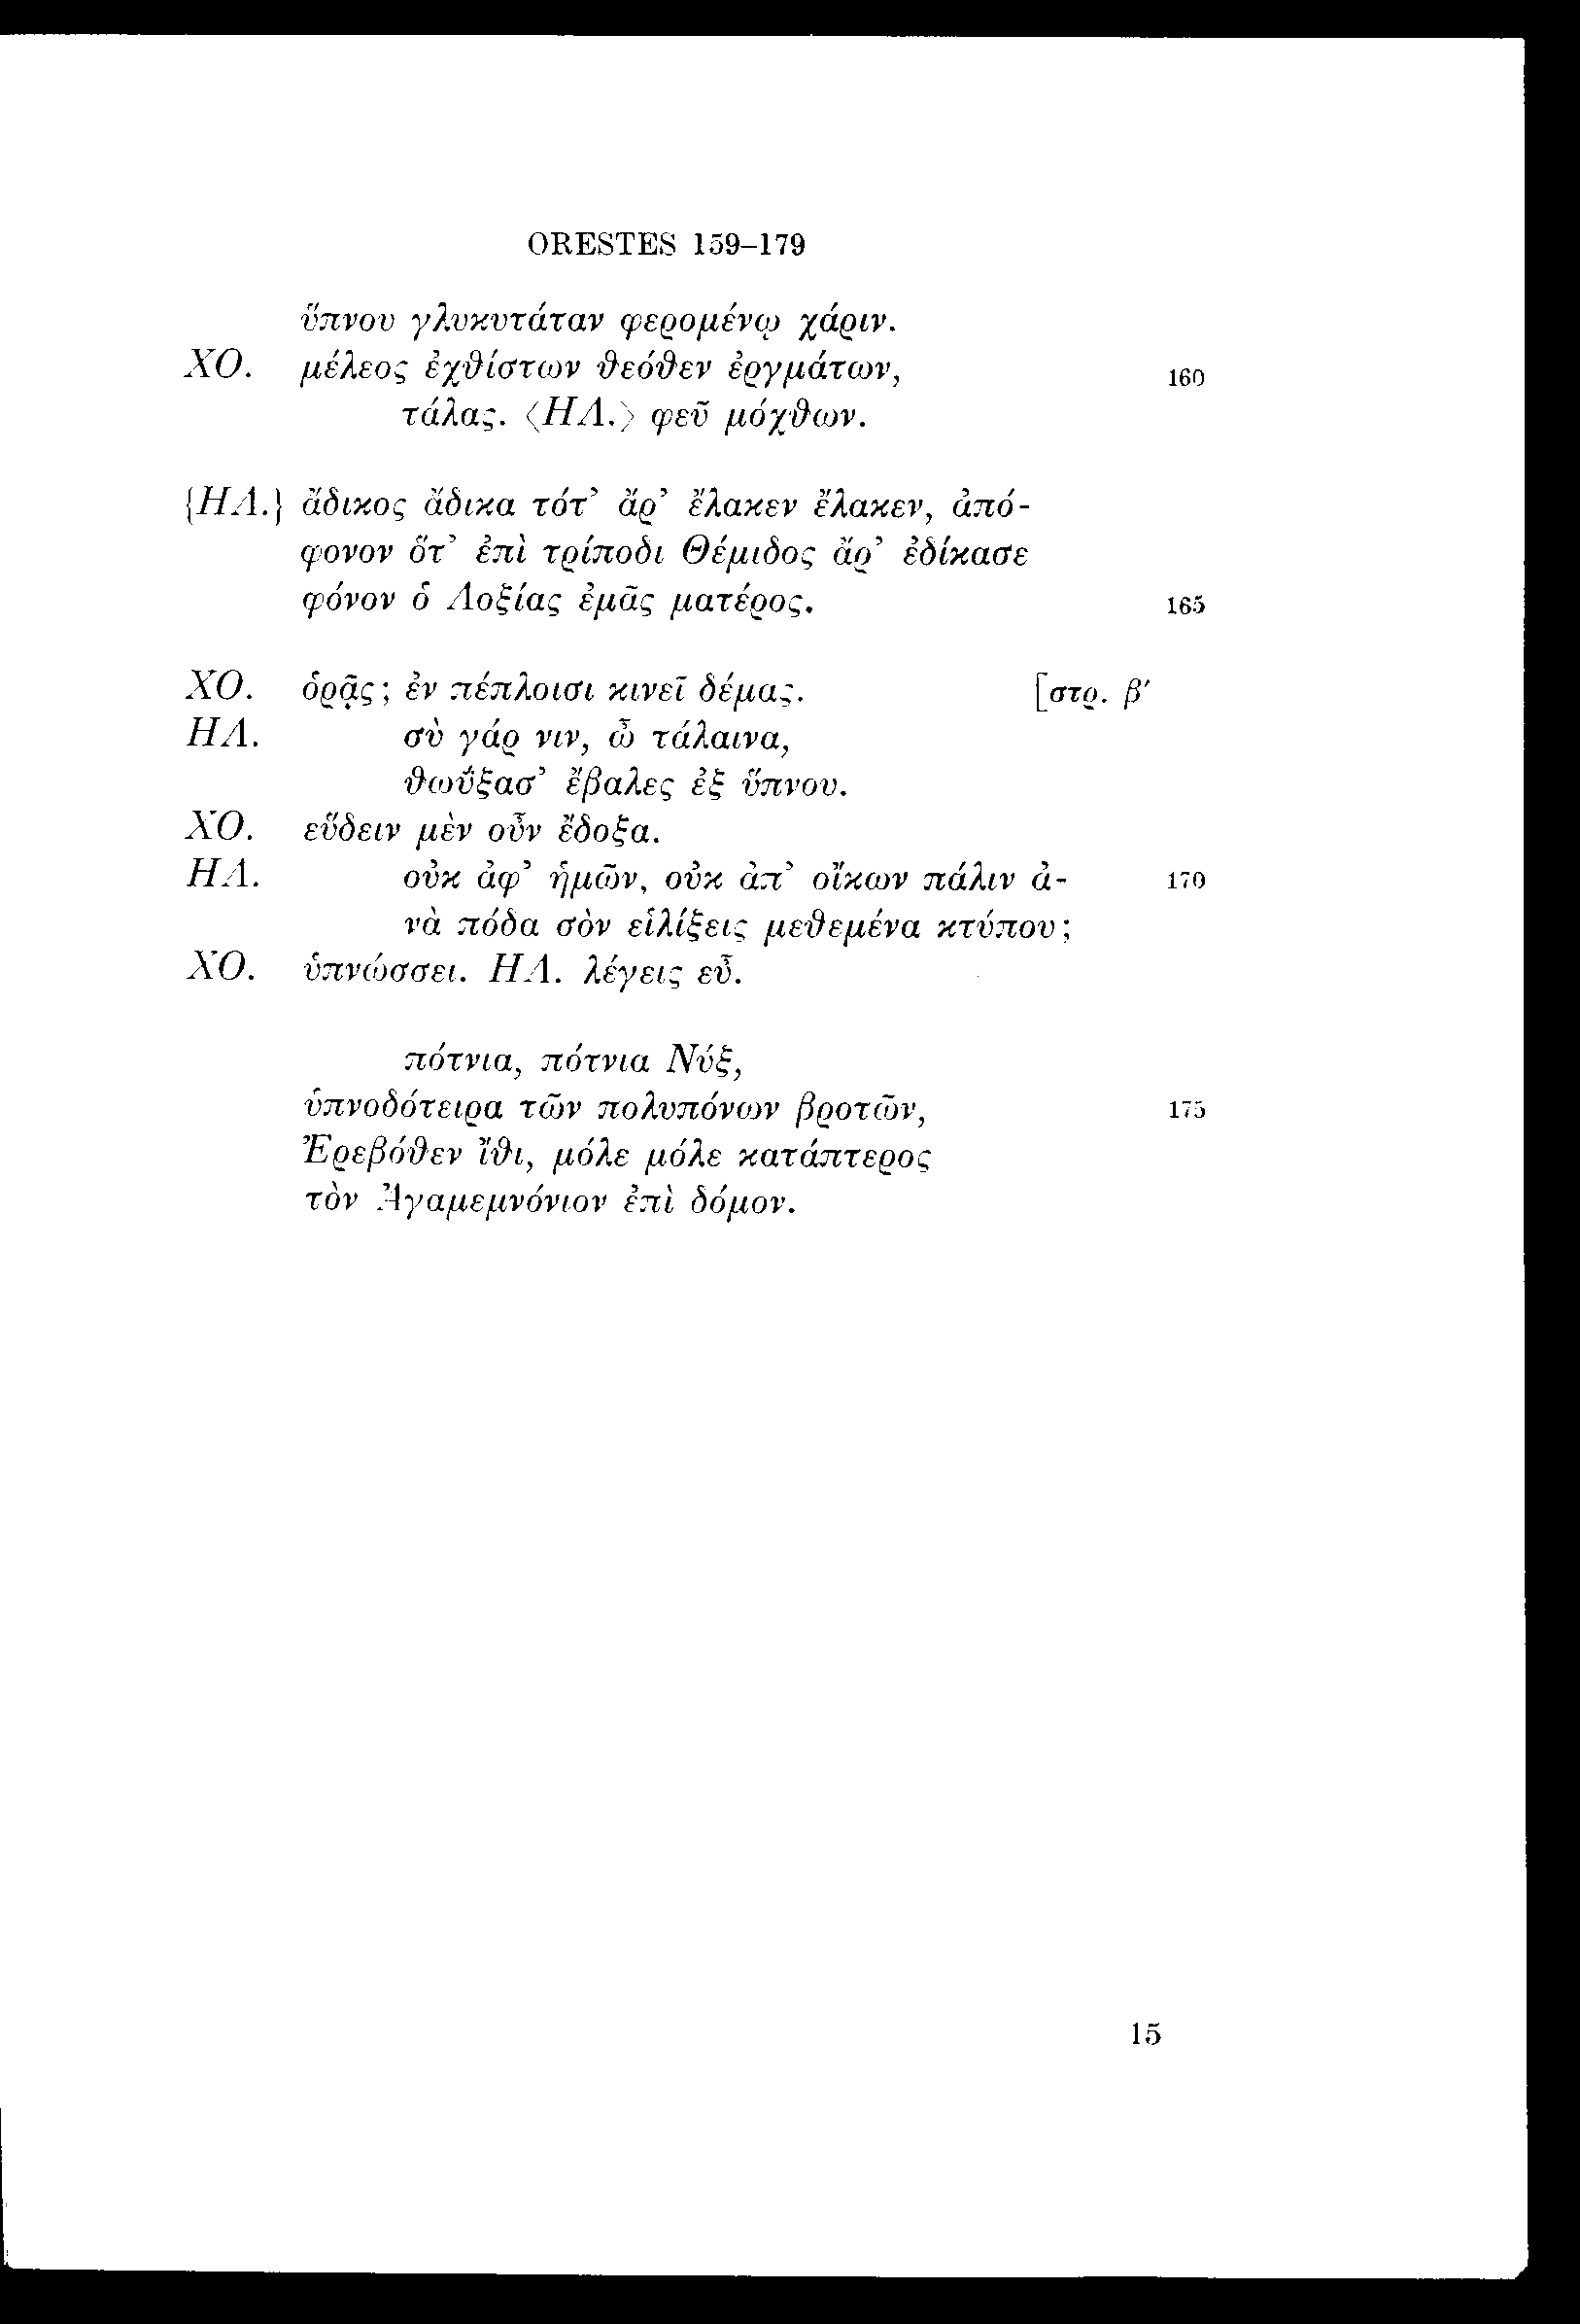 ORESTES 159–179
ὕπνου γλυκυτάταν φερομένῳ χάριν.
ΧΟ. μέλεος ἐχθίστων θεόθεν ἐργμάτων, 160
τάλας. ⟨ΗΛ.⟩ φεῦ μόχθων.
{ΗΛ.} ἄδικος ἄδικα τότ’ ἄρ’ ἔλακεν ἔλακεν, ἀπό-
φονον ὅτ’ ἐπὶ τρίποδι Θέμιδος ἄρ’ ἐδίκασε
φόνον ὁ Λοξίας ἐμᾶς ματέρος. 165
ΧΟ. ὁρᾷς; ἐν πέπλοισι κινεῖ δέμας. [στρ. β′
ΗΛ. σὺ γάρ νιν, ὦ τάλαινα,
θωΰξασ’ ἔβαλες ἐξ ὕπνου.
ΧΟ. εὕδειν μὲν οὖν ἔδοξα.
ΗΛ. οὐκ ἀφ’ ἡμῶν, οὐκ ἀπ’ οἴκων πάλιν ἀ- 170
νὰ πόδα σὸν εἱλίξεις μεθεμένα κτύπου;
ΧΟ. ὑπνώσσει. ΗΛ. λέγεις εὖ.
πότνια, πότνια Νύξ,
ὑπνοδότειρα τῶν πολυπόνων βροτῶν, 175
Ἐρεβόθεν ἴθι, μόλε μόλε κατάπτερος
τὸν Ἀγαμεμνόνιον ἐπὶ δόμον.
15